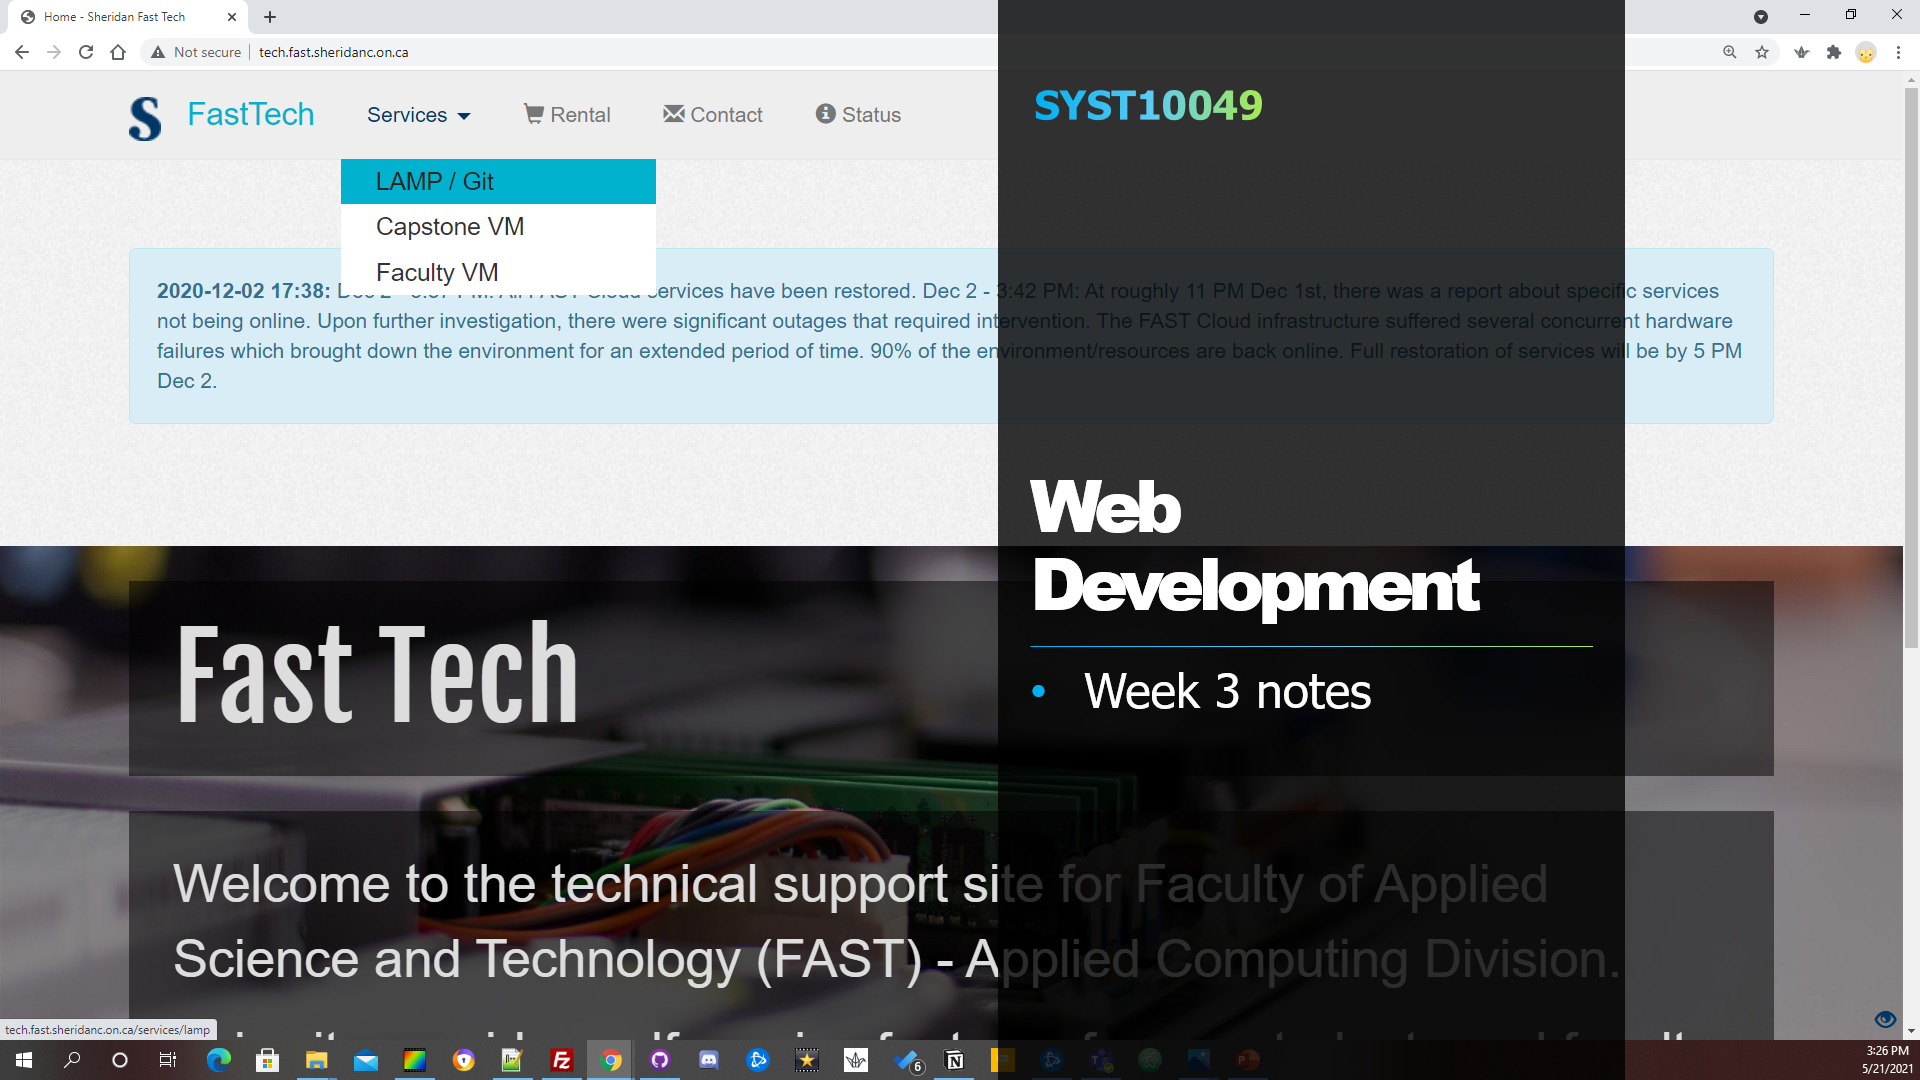 Home - Sheridan Fast Tech
Not secure
tech.fast.sheridanc.on.ca
FastTech
Services
Rental
Contact
Status
LAMP / Git
Capstone VM
Faculty VM
SYST10049
2020-12-02 17:38: services have been restored. Dec 2 - 3:42 PM: At roughly 11 PM Dec 1st, there was a report about specific services
not being online. Upon further investigation, there were significant outages that required intervention. The FAST Cloud infrastructure suffered several concurrent hardware
failures which brought down the environment for an extended period of time. 90% of the environment/resources are back online. Full restoration of services will be by 5 PM
Dec 2.
Web
Development
• Week 3 notes
Fast Tech
Welcome to the technical support site for Faculty of Applied
Science and Technology (FAST) - Applied Computing Division.
tech.fast.sheridanc.on.ca/services/lamp
6
3:26 PM
5/21/2021